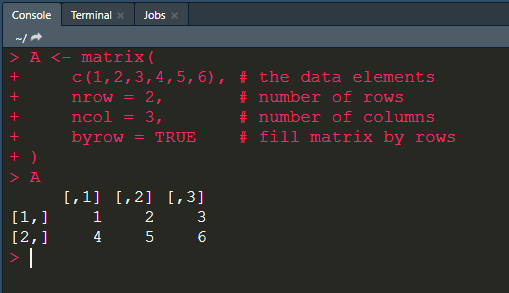 Console Terminal × Jobs ×
~/
> A <- matrix(
+     c(1,2,3,4,5,6), # the data elements
+     nrow = 2,       # number of rows
+     ncol = 3,       # number of columns
+     byrow = TRUE    # fill matrix by rows
+ )
> A
     [,1] [,2] [,3]
[1,]    1    2    3
[2,]    4    5    6
>